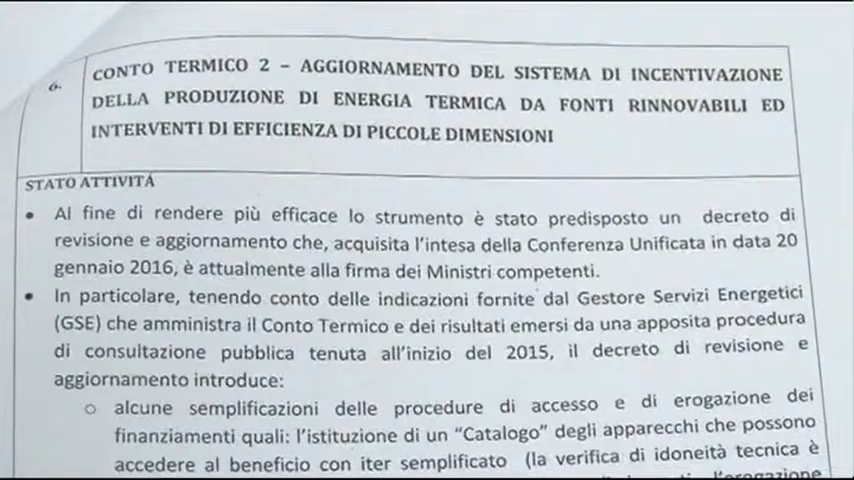 6. CONTO TERMICO 2 – AGGIORNAMENTO DEL SISTEMA DI INCENTIVAZIONE
DELLA PRODUZIONE DI ENERGIA TERMICA DA FONTI RINNOVABILI ED
INTERVENTI DI EFFICIENZA DI PICCOLE DIMENSIONI
STATO ATTIVITÁ
• Al fine di rendere più efficace lo strumento è stato predisposto un decreto di
revisione e aggiornamento che, acquisita l'intesa della Conferenza Unificata in data 20
gennaio 2016, è attualmente alla firma dei Ministri competenti.
• In particolare, tenendo conto delle indicazioni fornite dal Gestore Servizi Energetici
(GSE) che amministra il Conto Termico e dei risultati emersi da una apposita procedura
di consultazione pubblica tenuta all'inizio del 2015, il decreto di revisione e
aggiornamento introduce:
o alcune semplificazioni delle procedure di accesso e di erogazione dei
finanziamenti quali: l'istituzione di un “Catalogo” degli apparecchi che possono
accedere al beneficio con iter semplificato (la verifica di idoneità tecnica è
l'erogazione